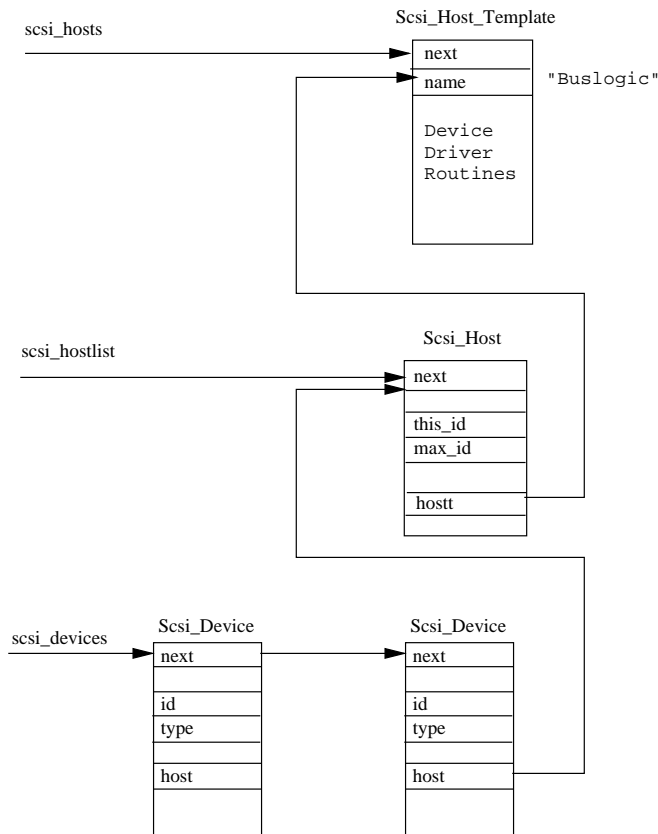 Scsi_Host_Template
scsi_hosts
next
name
"Buslogic"
Device
Driver
Routines
Scsi_Host
scsi_hostlist
next
this_id
max_id
hostt
Scsi_Device
Scsi_Device
scsi_devices
next
next
id
id
type
type
host
host